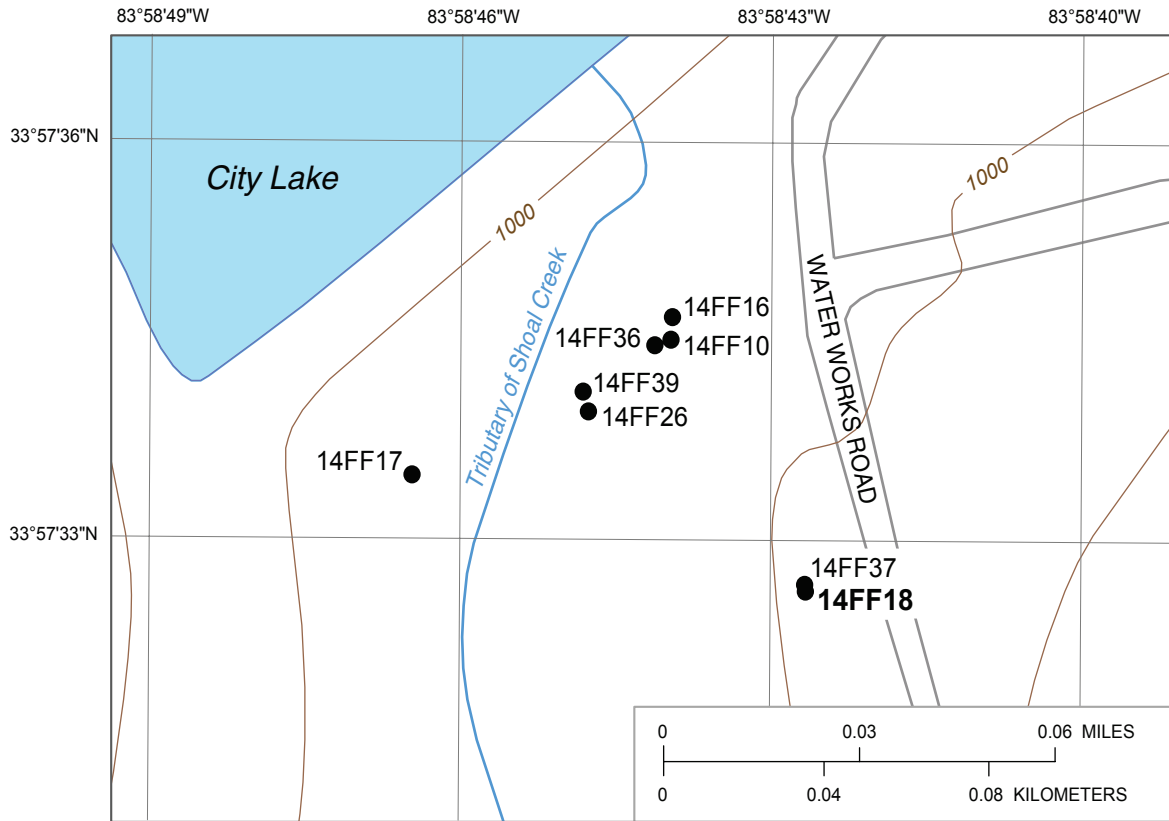 83°58'49"W 83°58'46"W 83°58'43"W 83°58'40"W
33°57'36"N
City Lake
1000
1000
Tributary of Shoal Creek
WATER WORKS ROAD
14FF16
14FF36
14FF10
14FF39
14FF26
14FF17
33°57'33"N
14FF37
14FF18
0 0.03 0.06 MILES
0 0.04 0.08 KILOMETERS